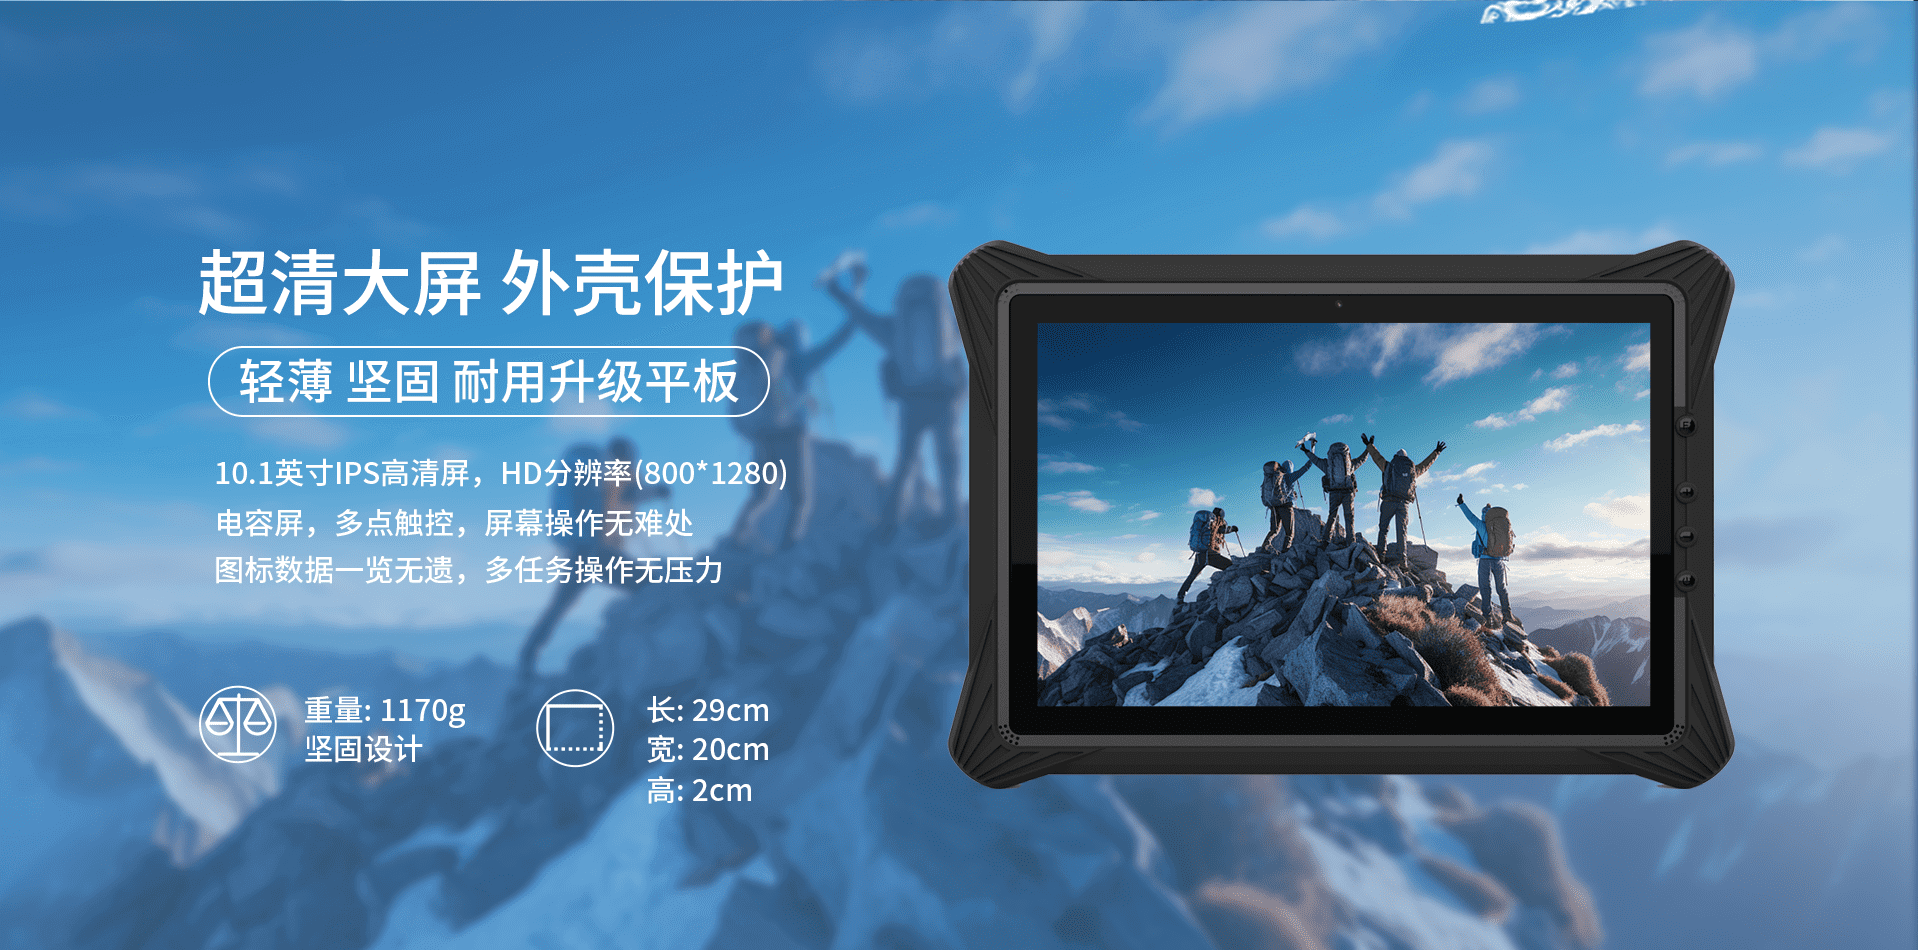 超清大屏 外壳保护
轻薄 坚固 耐用升级平板
10.1英寸IPS高清屏，HD分辨率(800*1280)
电容屏，多点触控，屏幕操作无难处
图标数据一览无遗，多任务操作无压力
重量: 1170g
坚固设计
长: 29cm
宽: 20cm
高: 2cm